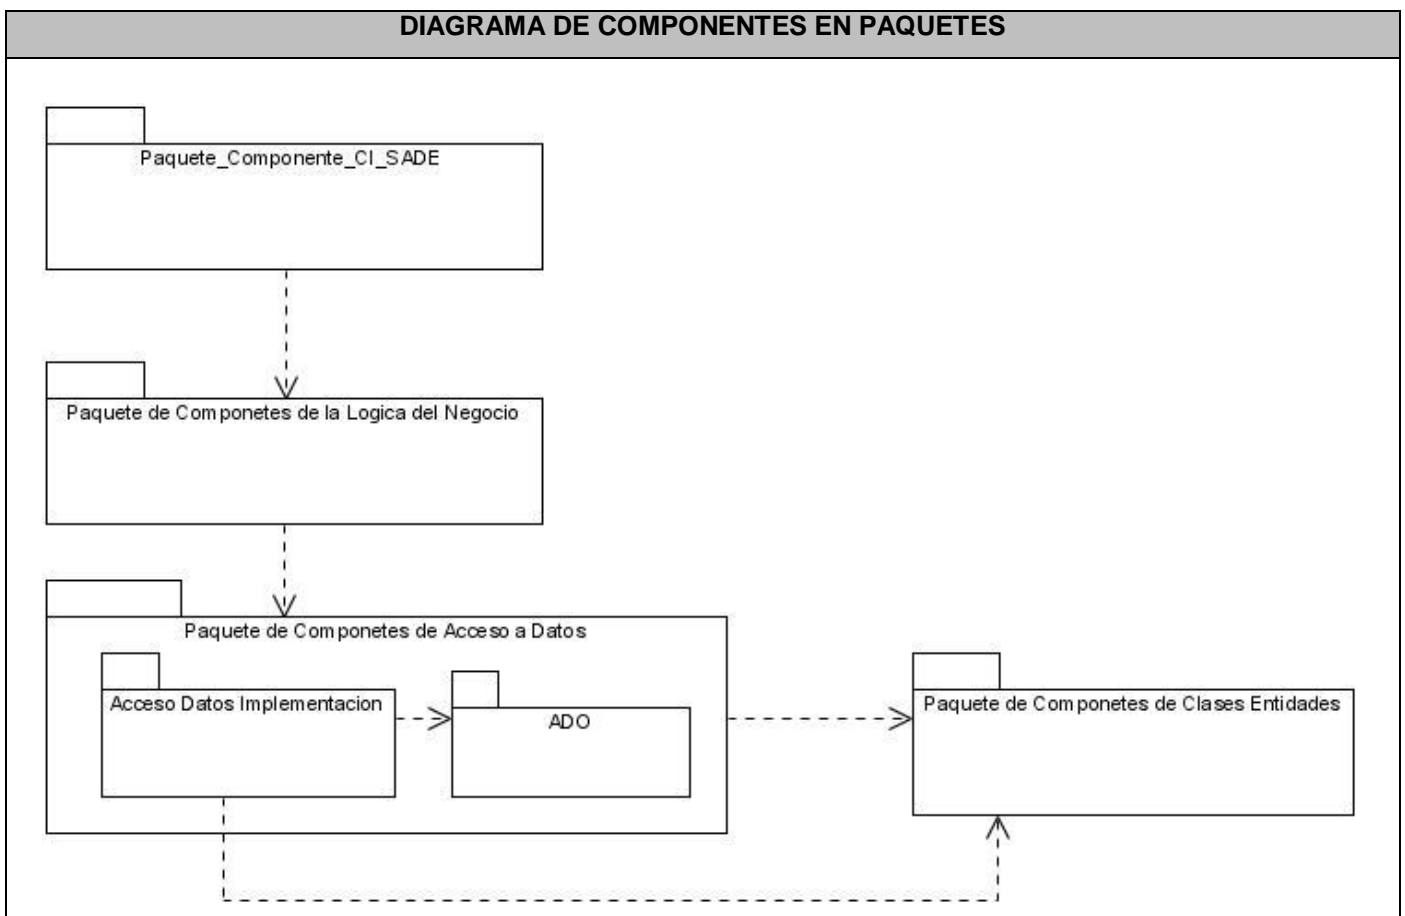 DIAGRAMA DE COMPONENTES EN PAQUETES
Paquete_Componente_CI_SADE
Paquete de Componetes de la Logica del Negocio
Paquete de Componetes de Acceso a Datos
Acceso Datos Implementacion
ADO
Paquete de Componetes de Clases Entidades